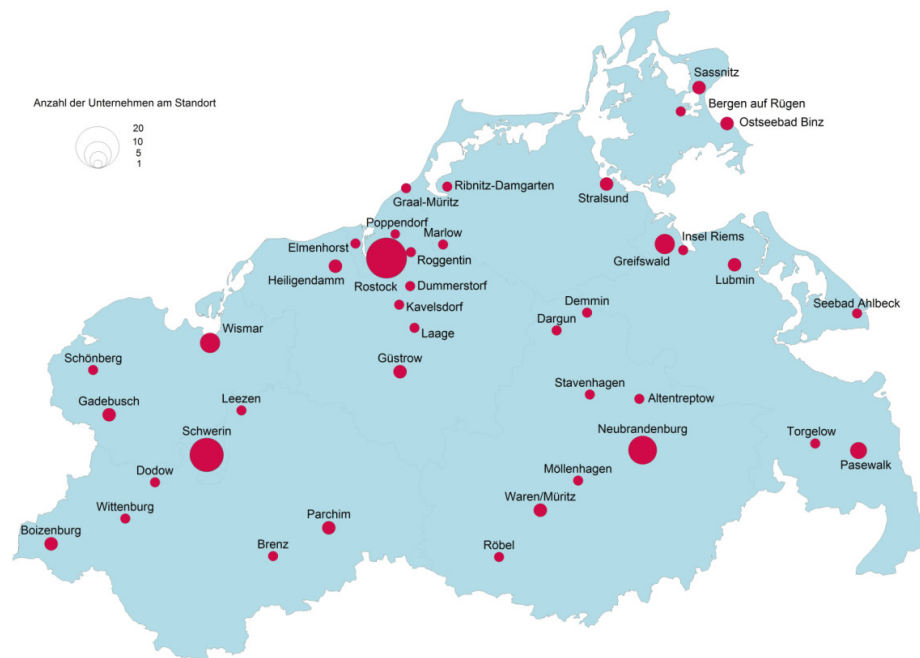 Sassnitz
Anzahl der Unternehmen am Standort
Bergen auf Rügen
Ostseebad Binz
20
10
5
1
Ribnitz-Damgarten
Stralsund
Graal-Müritz
Poppendorf
Marlow
Elmenhorst
Insel Riems
Roggentin
Greifswald
Heiligendamm
Lubmin
Rostock
Dummerstorf
Seebad Ahlbeck
Kavelsdorf
Demmin
Dargun
Wismar
Laage
Schönberg
Güstrow
Stavenhagen
Gadebusch
Leezen
Altentreptow
Schwerin
Neubrandenburg
Torgelow
Pasewalk
Dodow
Möllenhagen
Waren/Müritz
Wittenburg
Parchim
Boizenburg
Brenz
Röbel